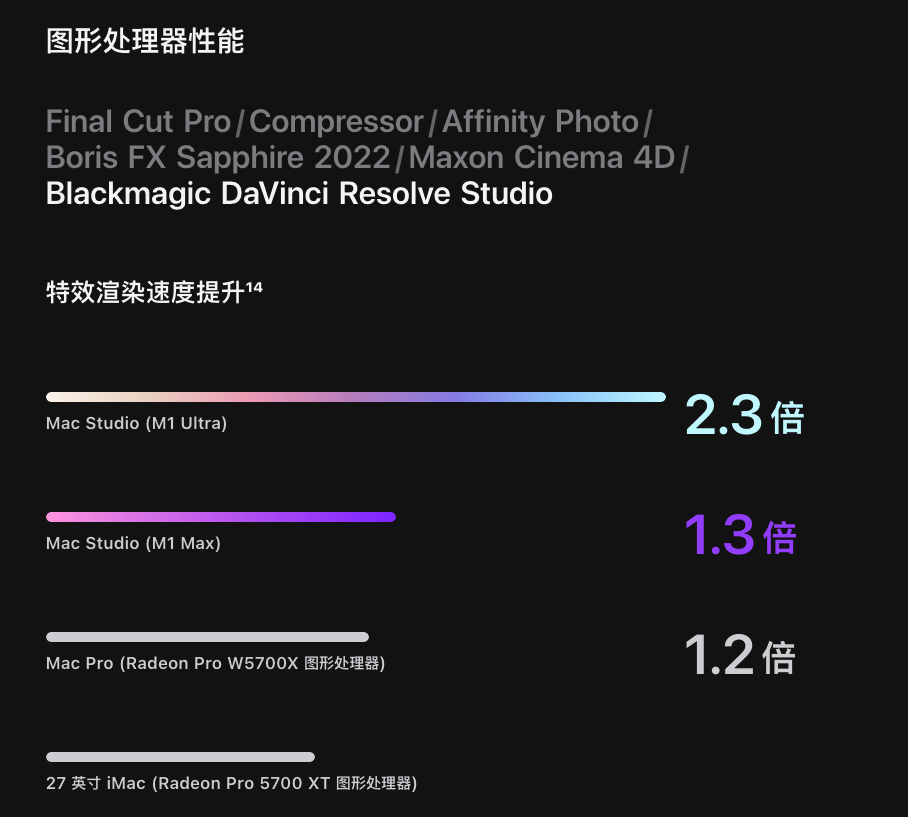 图形处理器性能
Final Cut Pro / Compressor / Affinity Photo /
Boris FX Sapphire 2022 / Maxon Cinema 4D /
Blackmagic DaVinci Resolve Studio
特效渲染速度提升¹⁴
2.3 倍
Mac Studio (M1 Ultra)
1.3 倍
Mac Studio (M1 Max)
1.2 倍
Mac Pro (Radeon Pro W5700X 图形处理器)
27 英寸 iMac (Radeon Pro 5700 XT 图形处理器)